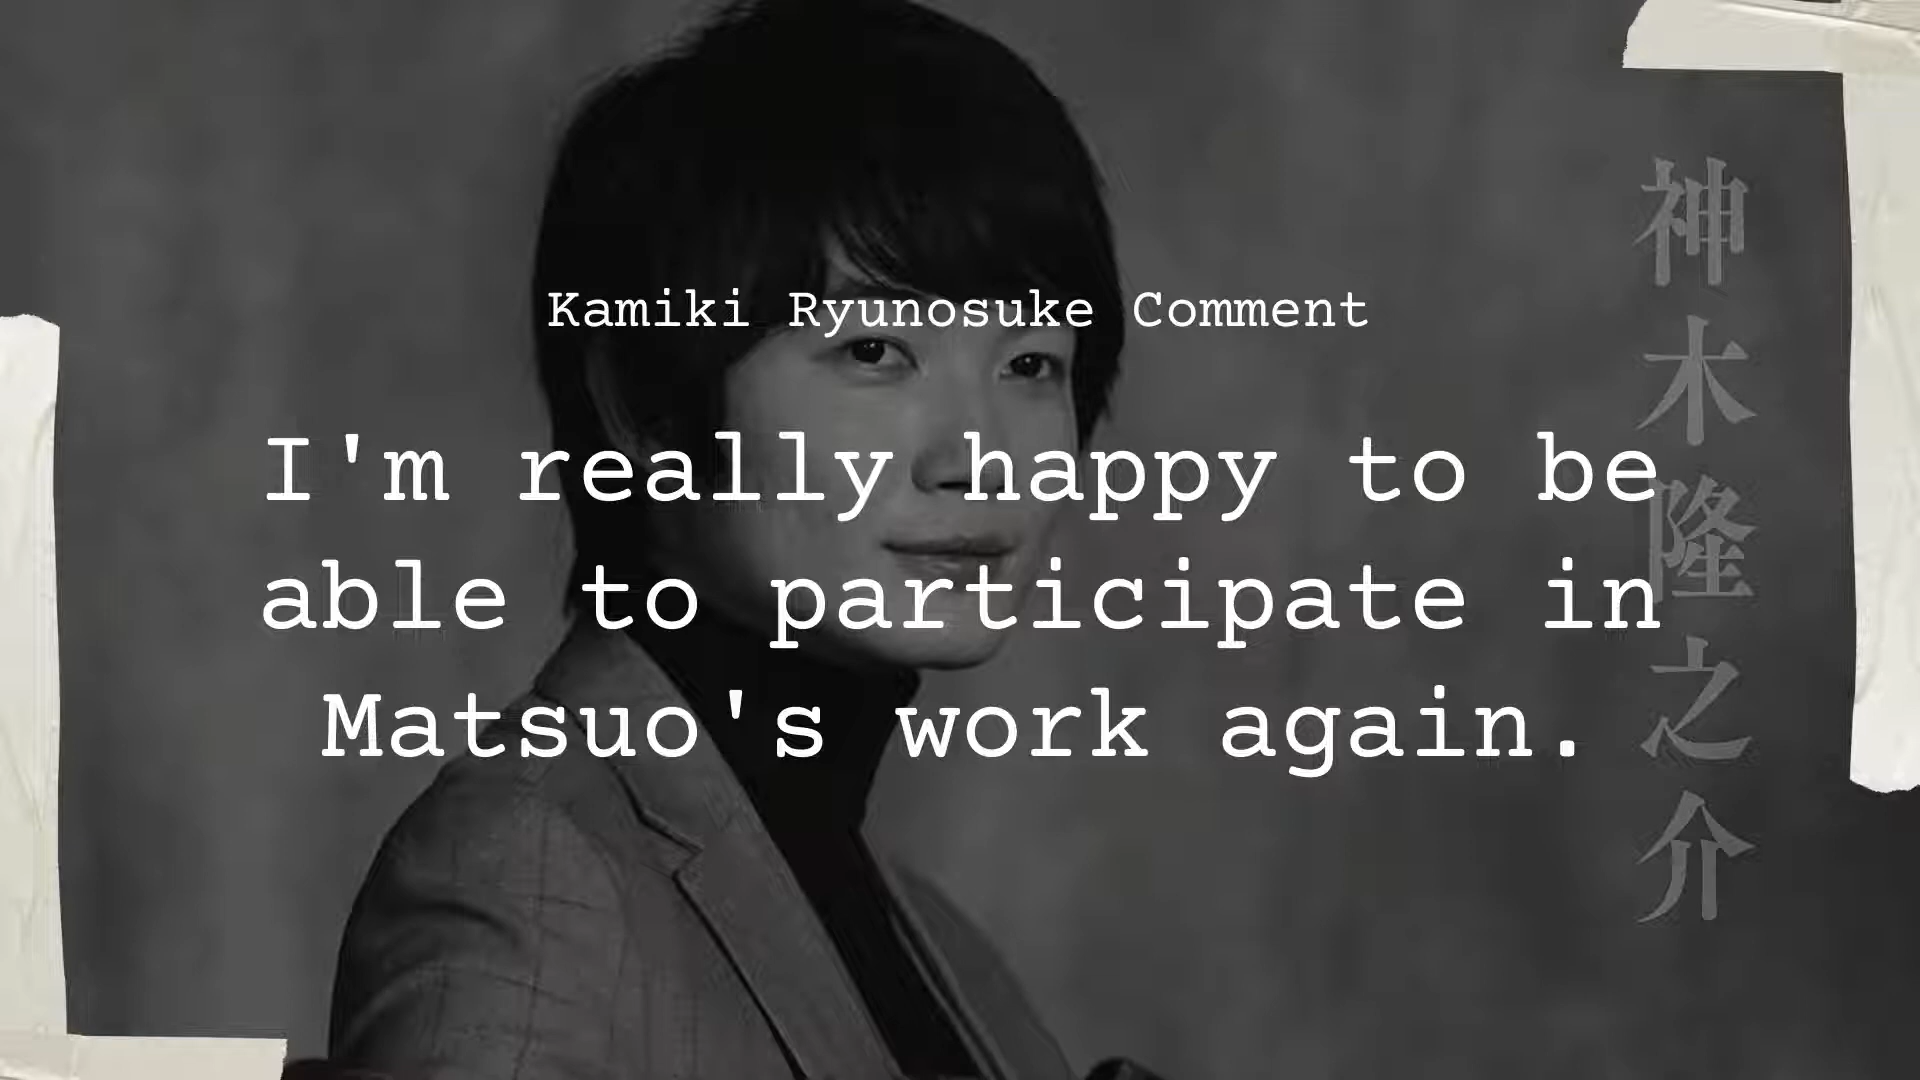 Kamiki Ryunosuke Comment
I'm really happy to be
able to participate in
Matsuo's work again.
神木隆之介